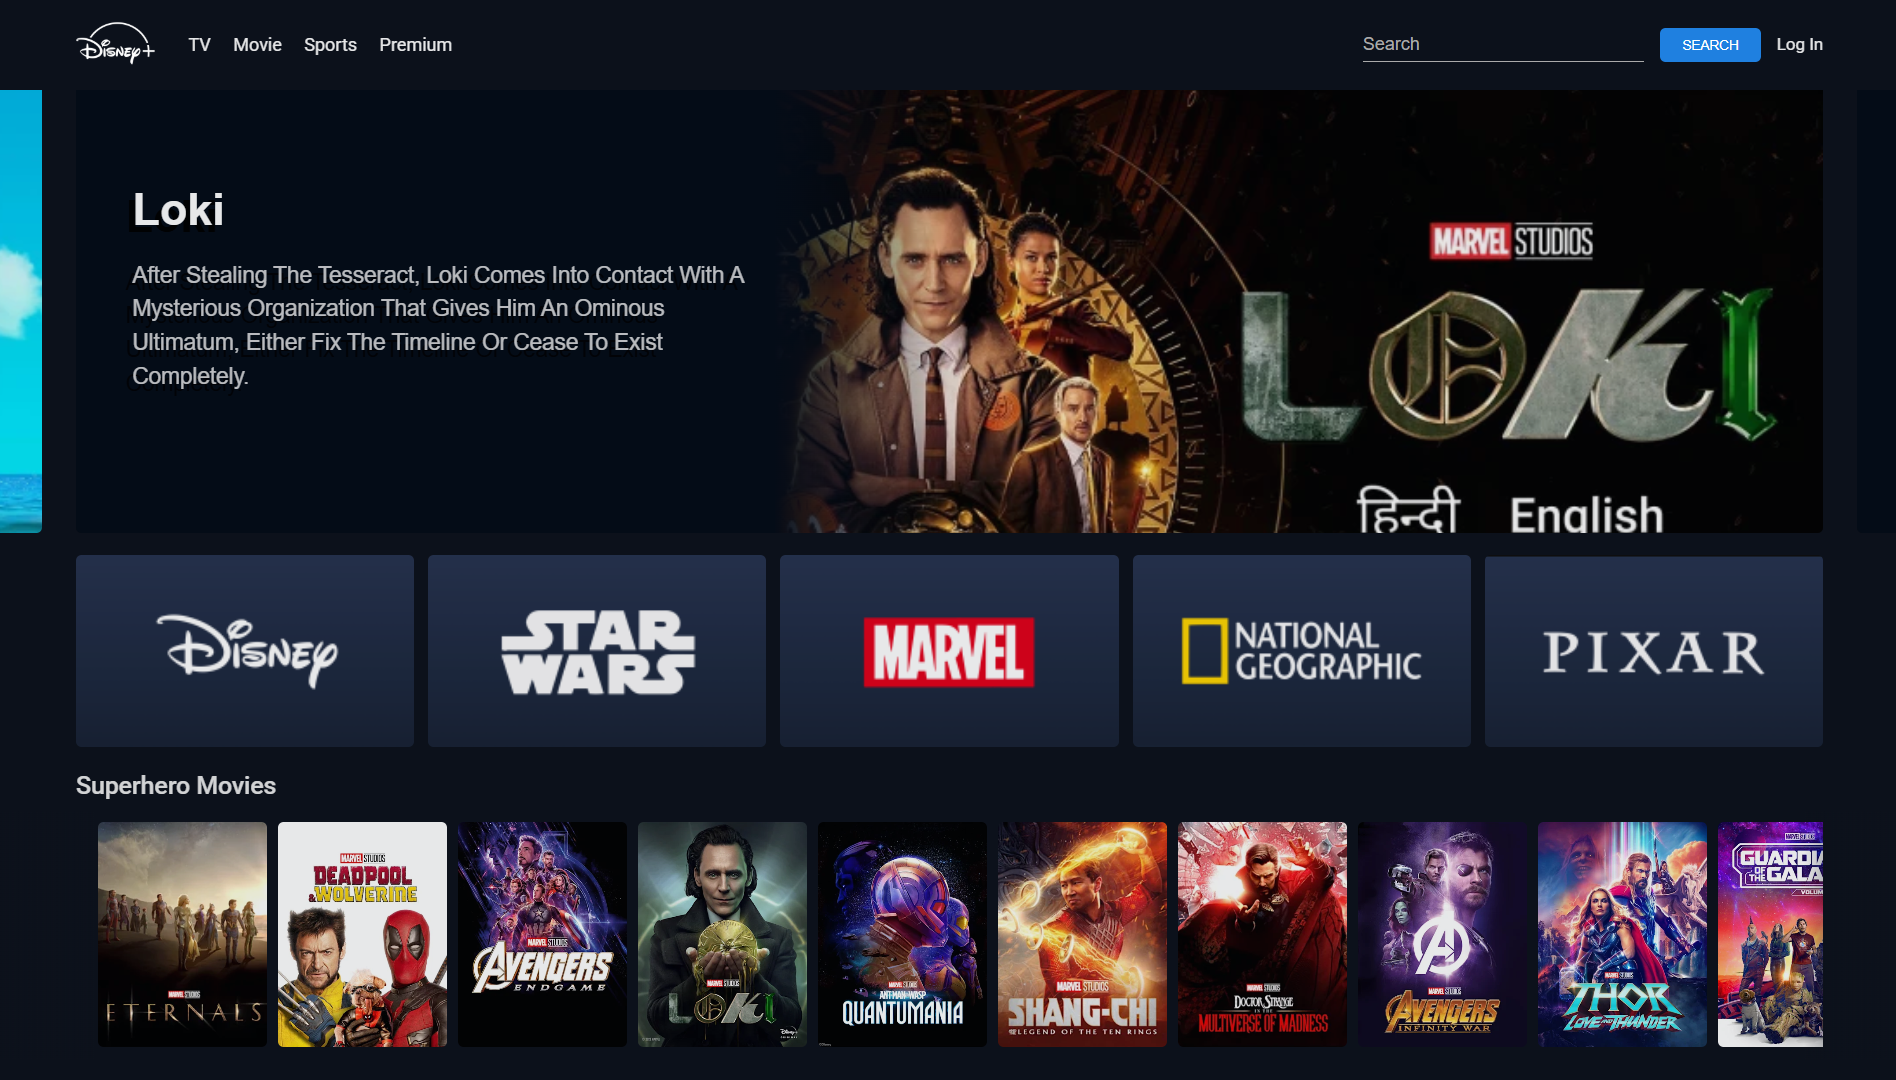 Disney+
TV
Movie
Sports
Premium
Search
SEARCH
Log In
Loki
After Stealing The Tesseract, Loki Comes Into Contact With A
Mysterious Organization That Gives Him An Ominous
Ultimatum, Either Fix The Timeline Or Cease To Exist
Completely.
MARVEL STUDIOS
LOKI
हिन्दी English
Disney
STAR
WARS
MARVEL
NATIONAL
GEOGRAPHIC
PIXAR
Superhero Movies
MARVEL STUDIOS
ETERNALS
MARVEL STUDIOS
DEADPOOL
& WOLVERINE
MARVEL STUDIOS
AVENGERS
ENDGAME
MARVEL STUDIOS
LOKI
Disney+
MARVEL STUDIOS
ANT-MAN AND THE WASP
QUANTUMANIA
MARVEL STUDIOS
SHANG-CHI
AND THE LEGEND OF THE TEN RINGS
MARVEL STUDIOS
DOCTOR STRANGE
IN THE
MULTIVERSE OF MADNESS
MARVEL STUDIOS
AVENGERS
INFINITY WAR
MARVEL STUDIOS
THOR
LOVE AND THUNDER
MARVEL STUDIOS
GUARDIA
OF THE GALA
VOLUM